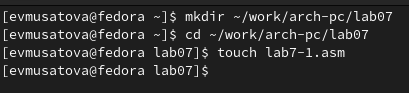 [evmusatova@fedora ~]$ mkdir ~/work/arch-pc/lab07
[evmusatova@fedora ~]$ cd ~/work/arch-pc/lab07
[evmusatova@fedora lab07]$ touch lab7-1.asm
[evmusatova@fedora lab07]$